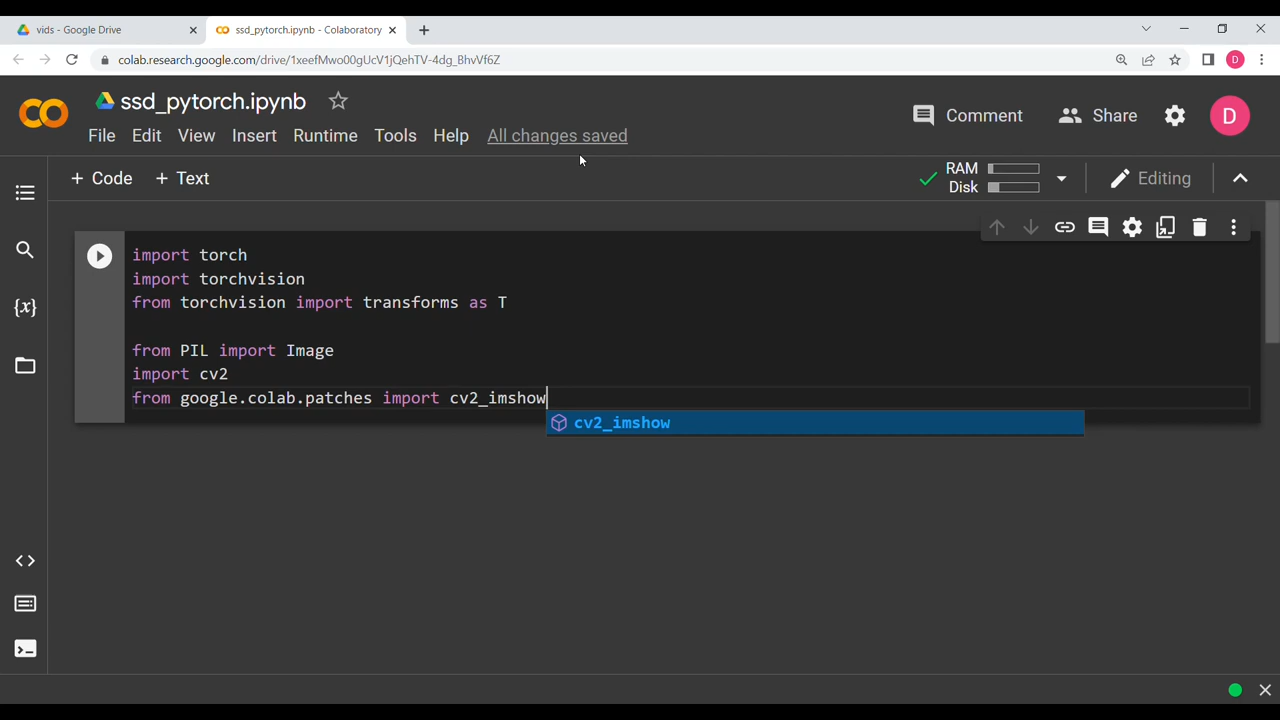 vids - Google Drive
ssd_pytorch.ipynb - Colaboratory
colab.research.google.com/drive/1xeefMwo00gUcV1jQehTV-4dg_BhvVf6Z
D
ssd_pytorch.ipynb
Comment
Share
D
File Edit View Insert Runtime Tools Help All changes saved
+ Code + Text
RAM
Disk
Editing
import torch
import torchvision
from torchvision import transforms as T
from PIL import Image
import cv2
from google.colab.patches import cv2_imshow
cv2_imshow